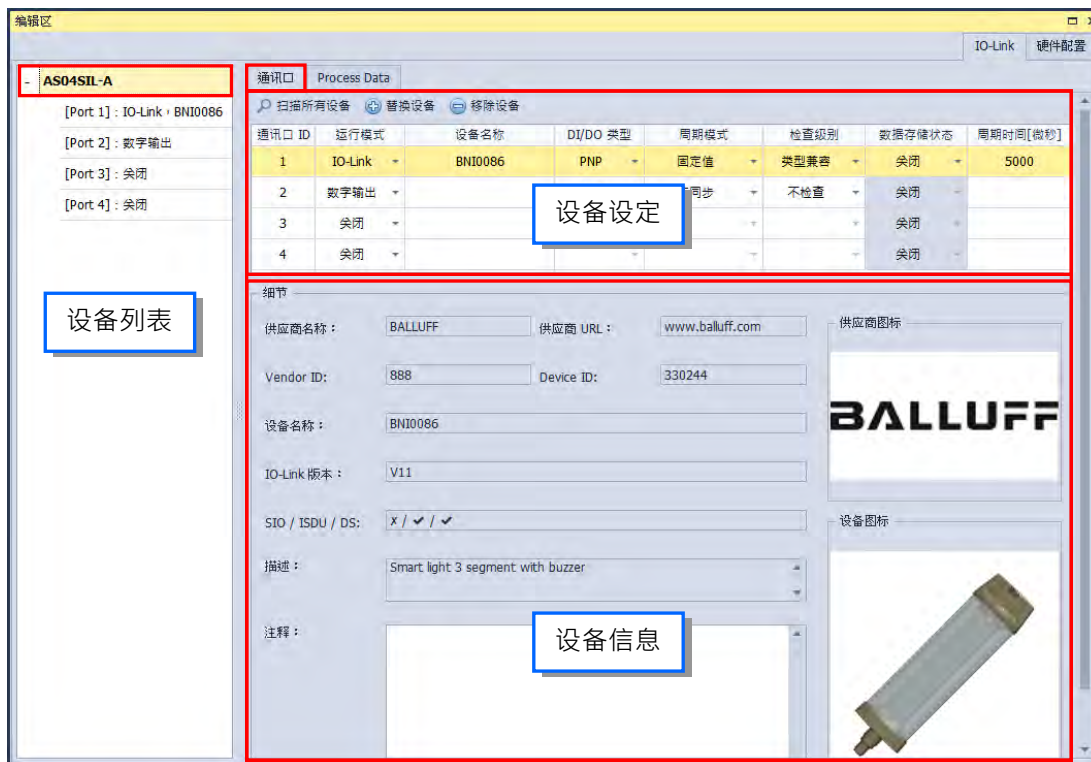 编辑区
IO-Link 硬件配置
- AS04SIL-A
[Port 1] : IO-Link , BNI0086
[Port 2] : 数字输出
[Port 3] : 关闭
[Port 4] : 关闭
设备列表
通讯口 Process Data
扫描所有设备 替换设备 移除设备
通讯口 ID 运行模式 设备名称 DI/DO 类型 周期模式 检查级别 数据存储状态 周期时间[微秒]
1 IO-Link BNI0086 PNP 固定值 类型兼容 关闭 5000
2 数字输出 同步 不检查 关闭
3 关闭 关闭
4 关闭 关闭
设备设定
细节
供应商名称： BALLUFF 供应商 URL： www.balluff.com
Vendor ID: 888 Device ID: 330244
设备名称： BNI0086
IO-Link 版本： V11
SIO / ISDU / DS: ✗ / ✔ / ✔
描述： Smart light 3 segment with buzzer
注释：
设备信息
供应商图标
BALLUFF
设备图标